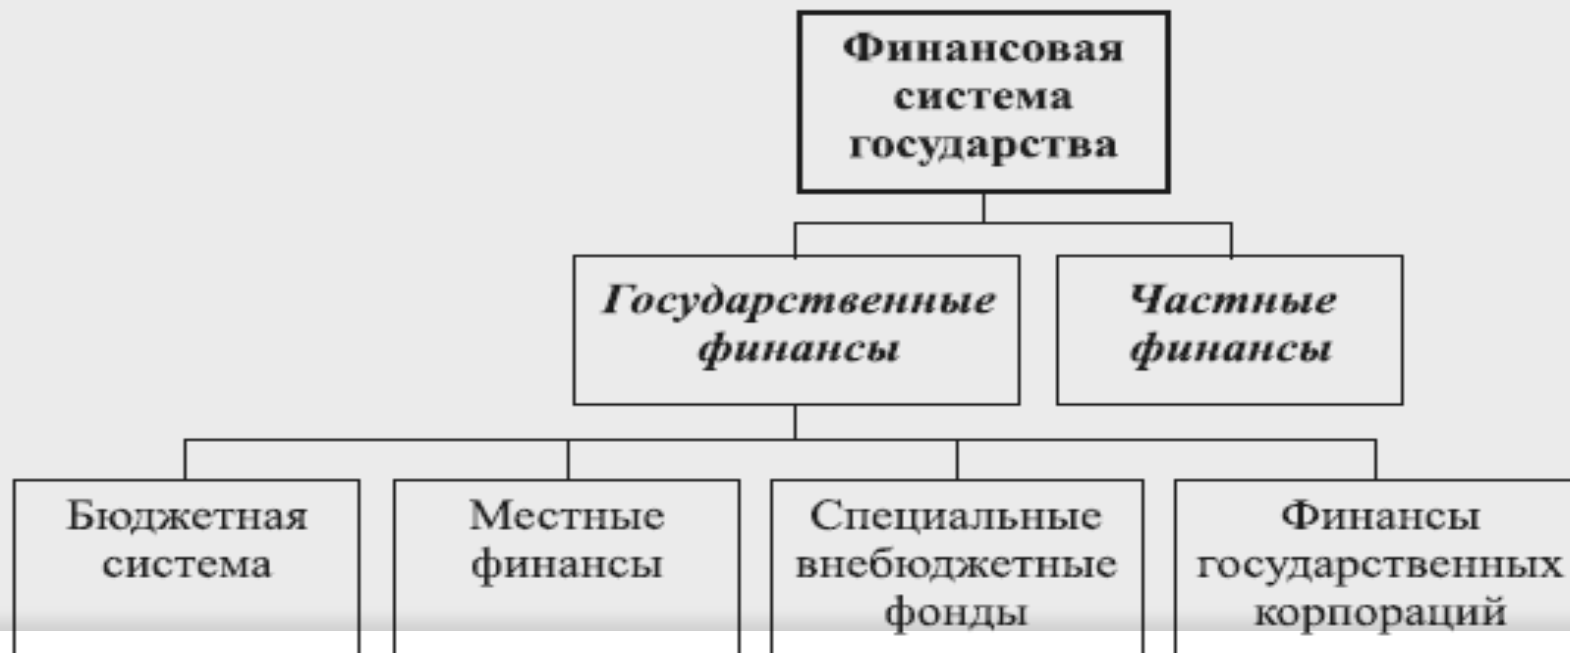 Финансовая
система
государства
Государственные
финансы
Частные
финансы
Бюджетная
система
Местные
финансы
Специальные
внебюджетные
фонды
Финансы
государственных
корпораций